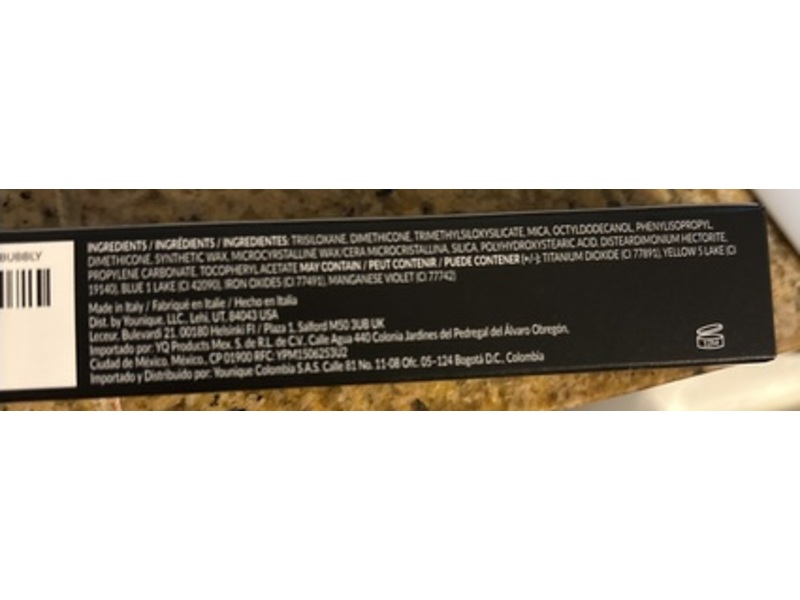 BUBBLY
INGREDIENTS / INGRÉDIENTS / INGREDIENTES: TRISILOXANE, DIMETHICONE, TRIMETHYLSILOXYSILICATE, MICA, OCTYLDODECANOL, PHENYLISOPROPYL
DIMETHICONE, SYNTHETIC WAX, MICROCYRSTALLINE WAX/CERA MICROCRISTALLINA, SILICA, POLYHYDROXYSTEARIC ACID, DISTEARDIMONIUM HECTORITE,
PROPYLENE CARBONATE, TOCOPHERYL ACETATE MAY CONTAIN / PEUT CONTENIR / PUEDE CONTENER (+/-): TITANIUM DIOXIDE (CI 77891), YELLOW 5 LAKE (CI
19140), BLUE 1 LAKE (CI 42090), IRON OXIDES (CI 77491), MANGANESE VIOLET (CI 77742)
Made in Italy / Fabriqué en Italie / Hecho en Italia
Dist. by Younique, LLC., Lehi, UT. 84043 USA
Leceur, Bulevardi 21, 00180 Helsinki FI / Plaza 1, Salford M50 3UB UK
Importado por: YQ Products Mex. S. de R.L. de C.V. Calle Agua 440 Colonia Jardines del Pedregal del Álvaro Obregón,
Ciudad de México, México, CP 01900 RFC: YPM1506253U2
Importado y Distribuido por: Younique Colombia S.A.S. Calle 81 No. 11-08 Ofc. 05-124 Bogotá D.C., Colombia
12M